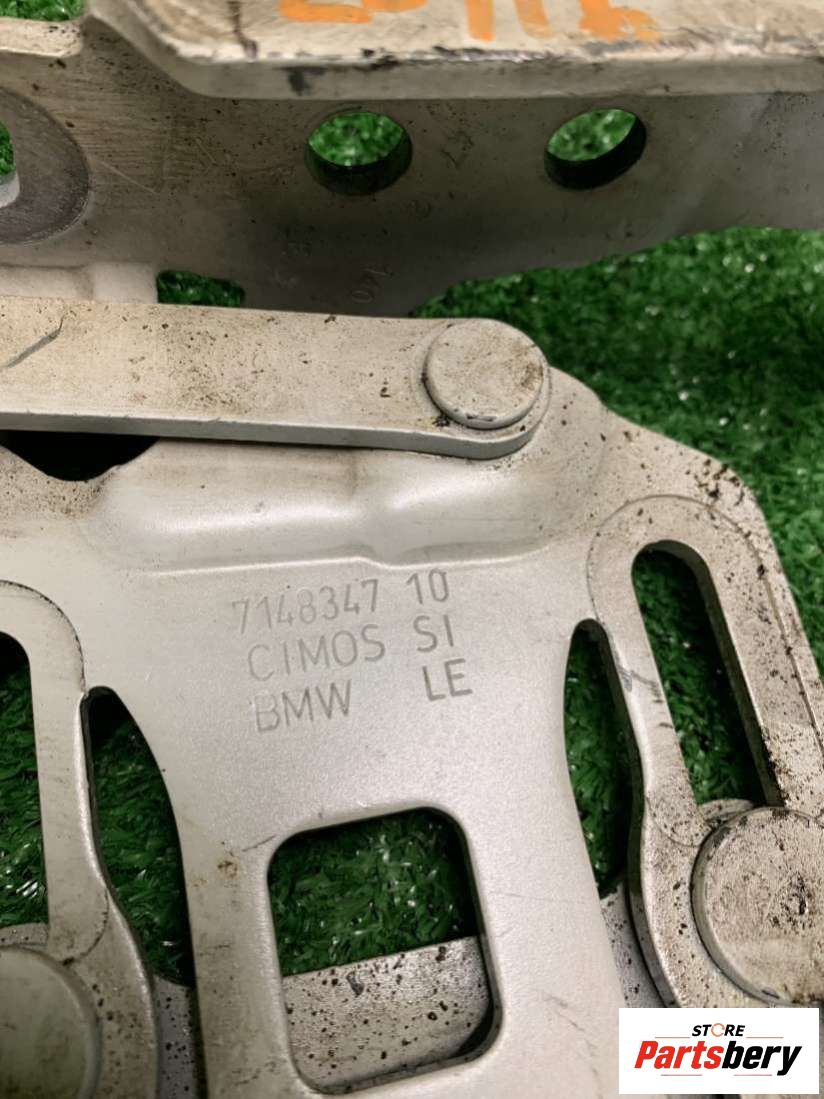 7148347 10
CIMOS SI
BMW LE
STORE
Partsbery